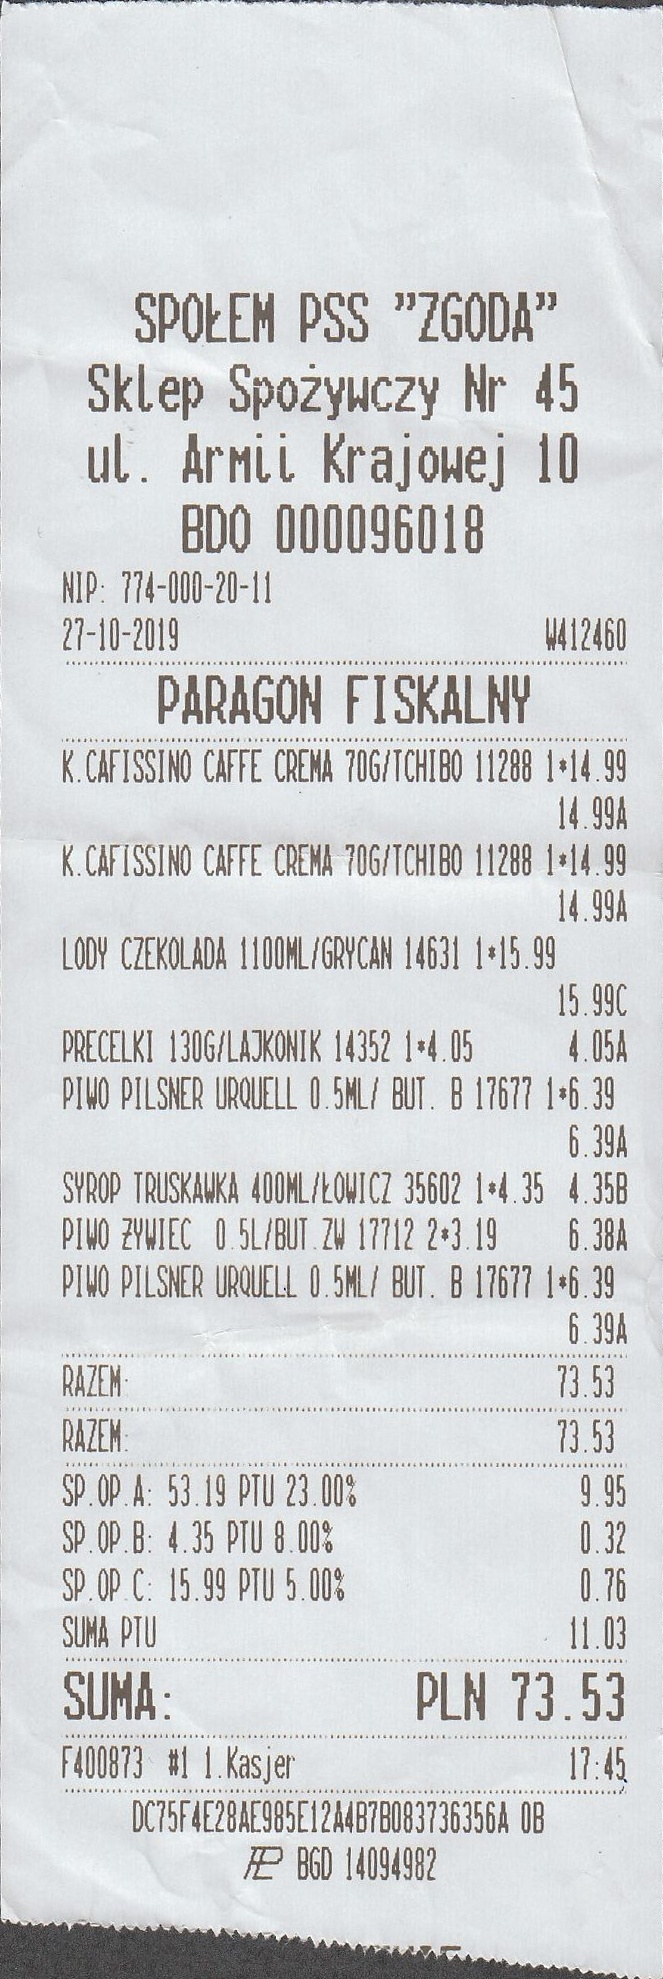 SPOŁEM PSS "ZGODA"
Sklep Spożywczy Nr 45
ul. Armii Krajowej 10
BDO 000096018
NIP: 774-000-20-11
27-10-2019 W412460
PARAGON FISKALNY
K.CAFISSINO CAFFE CREMA 70G/TCHIBO 11288 1*14.99
14.99A
K.CAFISSINO CAFFE CREMA 70G/TCHIBO 11288 1*14.99
14.99A
LODY CZEKOLADA 1100ML/GRYCAN 14631 1*15.99
15.99C
PRECELKI 130G/LAJKONIK 14352 1*4.05 4.05A
PIWO PILSNER URQUELL 0.5ML/ BUT. B 17677 1*6.39
6.39A
SYROP TRUSKAWKA 400ML/ŁOWICZ 35602 1*4.35 4.35B
PIWO ŻYWIEC 0.5L/BUT.ZW 17712 2*3.19 6.38A
PIWO PILSNER URQUELL 0.5ML/ BUT. B 17677 1*6.39
6.39A
RAZEM: 73.53
RAZEM: 73.53
SP.OP.A: 53.19 PTU 23.00% 9.95
SP.OP.B: 4.35 PTU 8.00% 0.32
SP.OP.C: 15.99 PTU 5.00% 0.76
SUMA PTU 11.03
SUMA: PLN 73.53
F400873 #1 1.Kasjer 17:45
DC75F4E28AE985E12A4B7B083736356A 0B
BGD 14094982